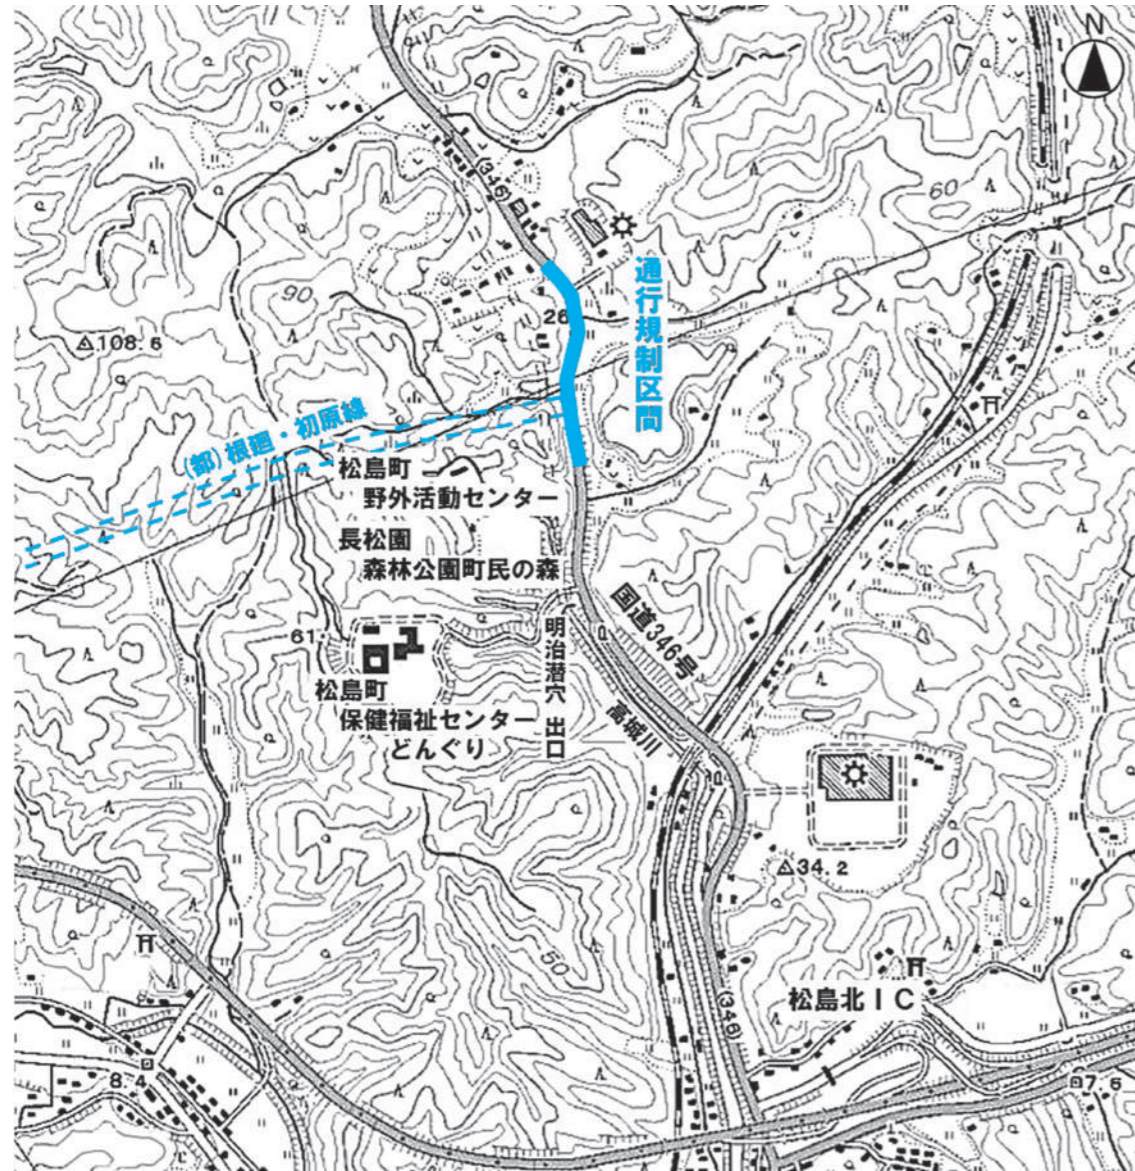 N
(346)
60
通行規制区間
90
26
108.6
(都)根廻・初原線
松島町
野外活動センター
長松園
森林公園町民の森
国道346号
61
明治潜穴 出口
松島町
保健福祉センター
どんぐり
高城川
34.2
50
(346)
松島北IC
8.4
7.6